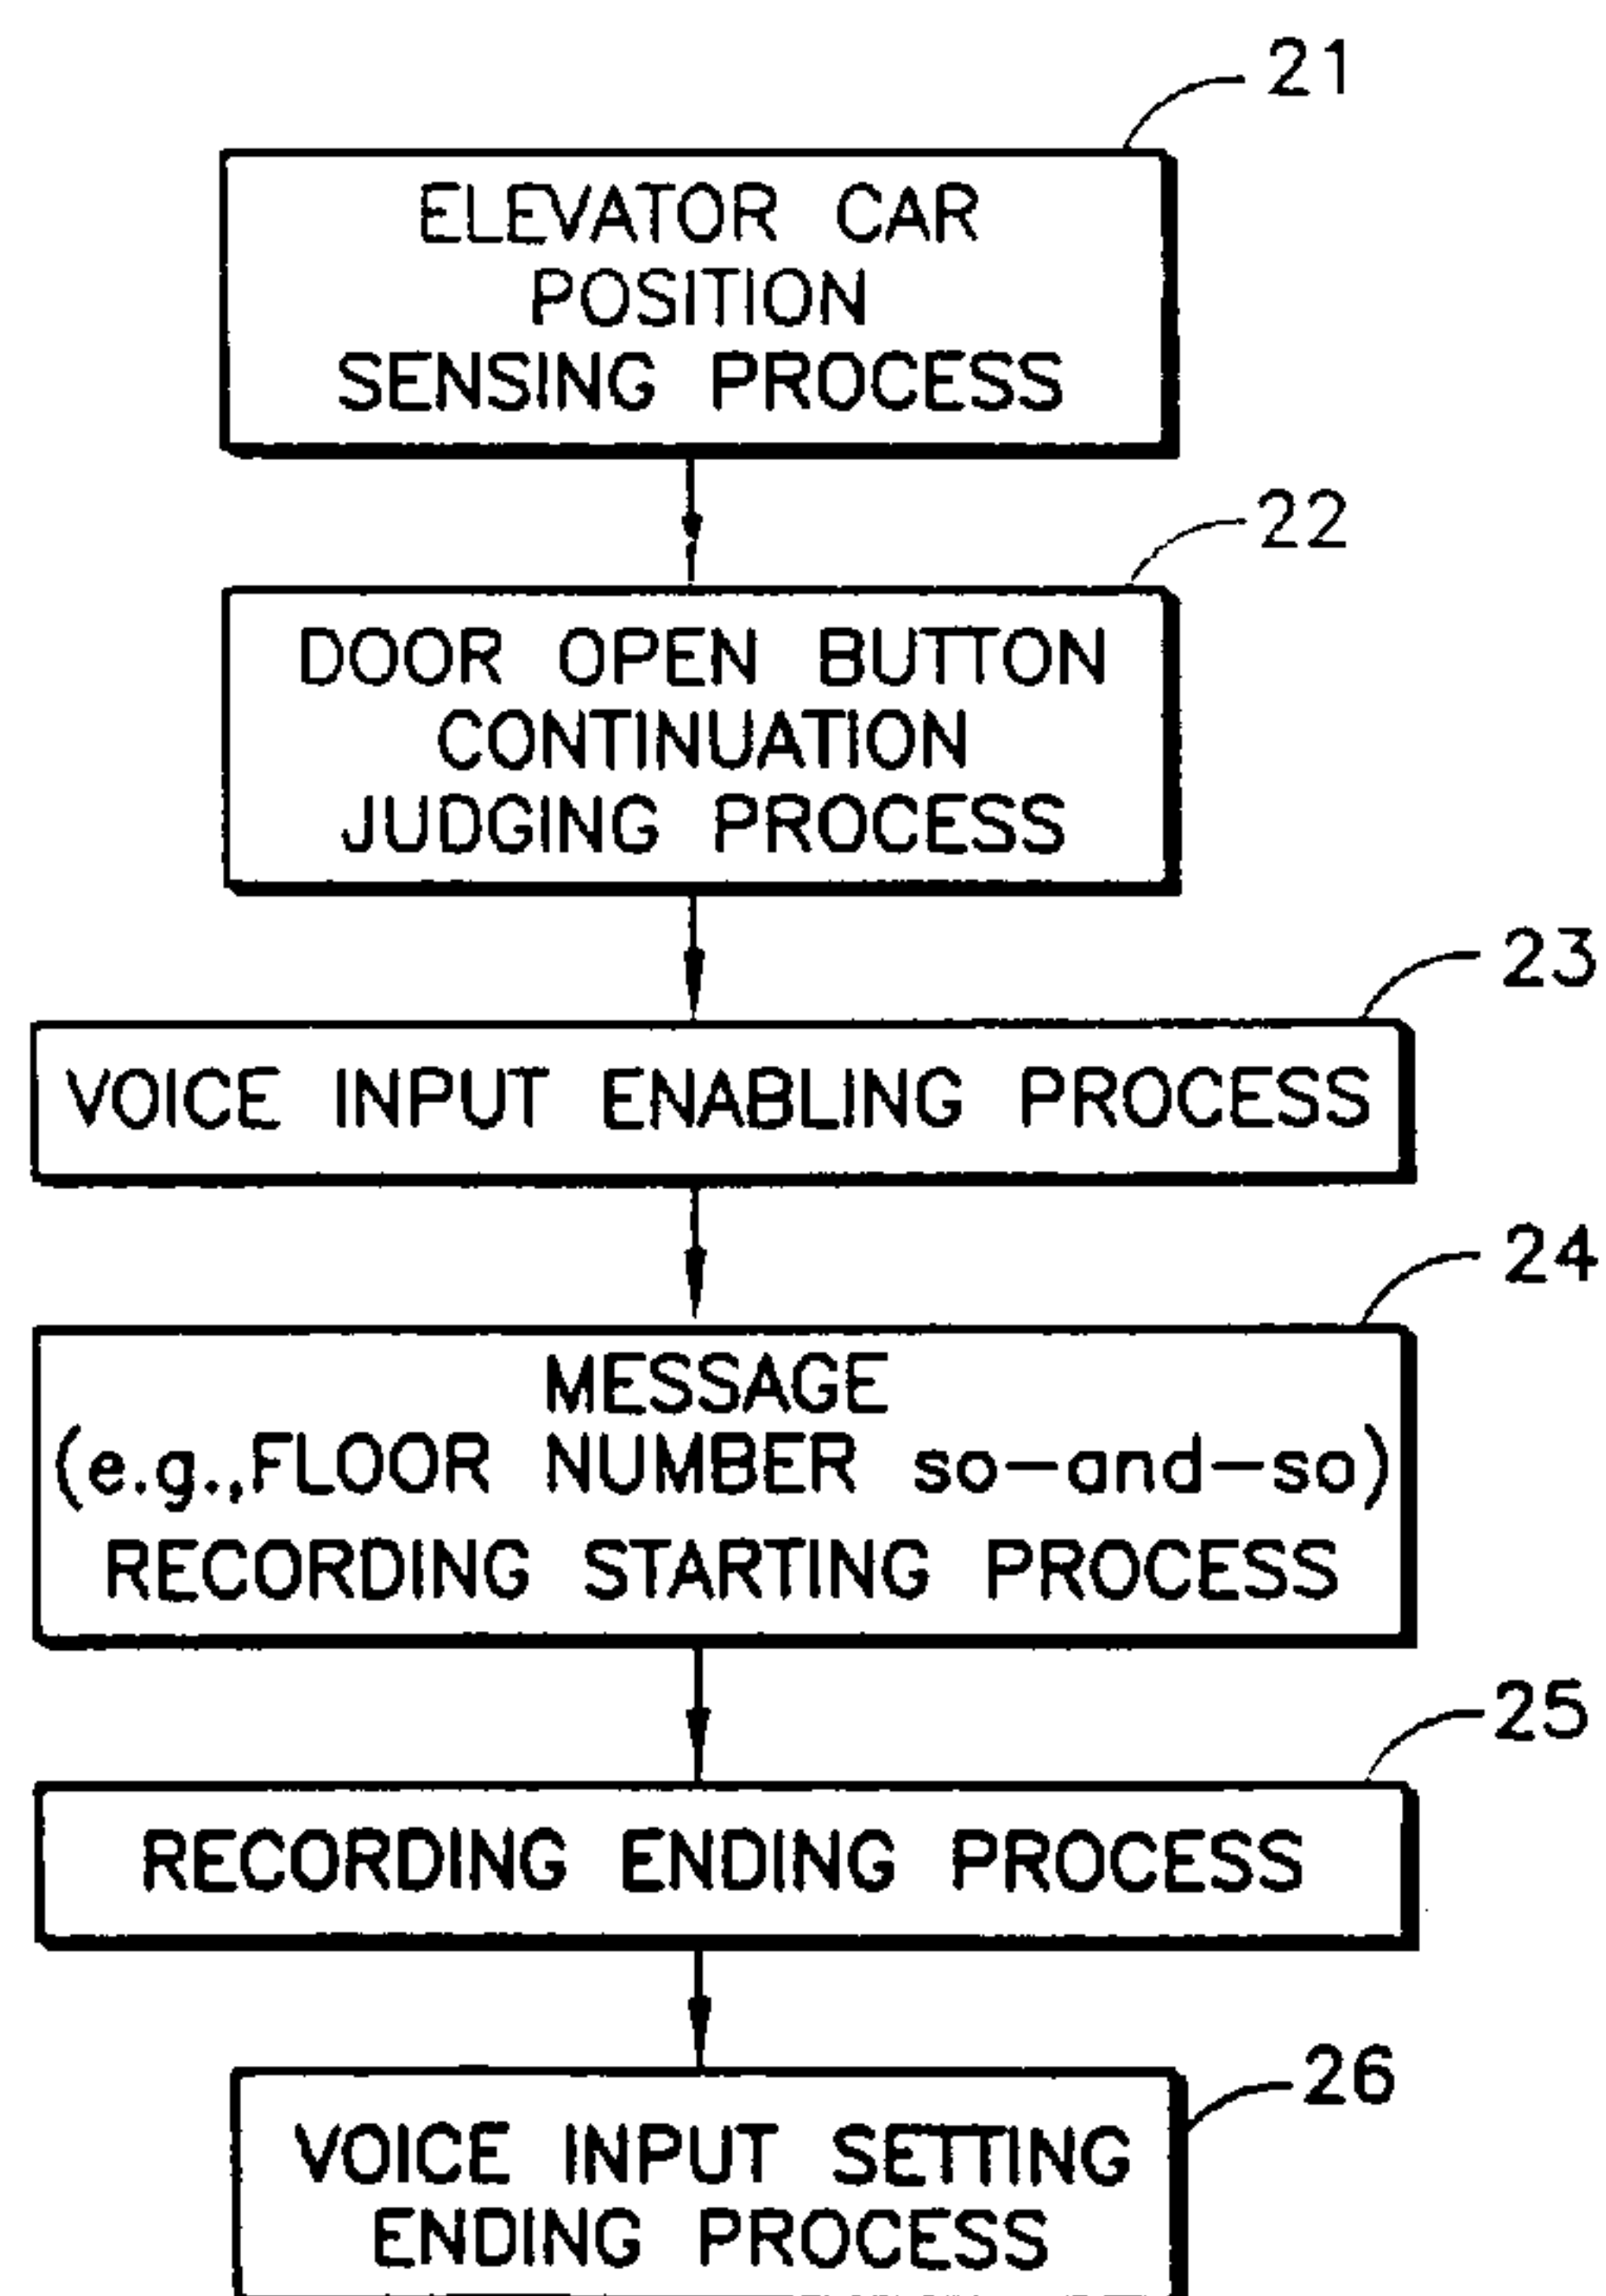 21
ELEVATOR CAR
POSITION
SENSING PROCESS
22
DOOR OPEN BUTTON
CONTINUATION
JUDGING PROCESS
23
VOICE INPUT ENABLING PROCESS
24
MESSAGE
(e.g.,FLOOR NUMBER so-and-so)
RECORDING STARTING PROCESS
25
RECORDING ENDING PROCESS
26
VOICE INPUT SETTING
ENDING PROCESS